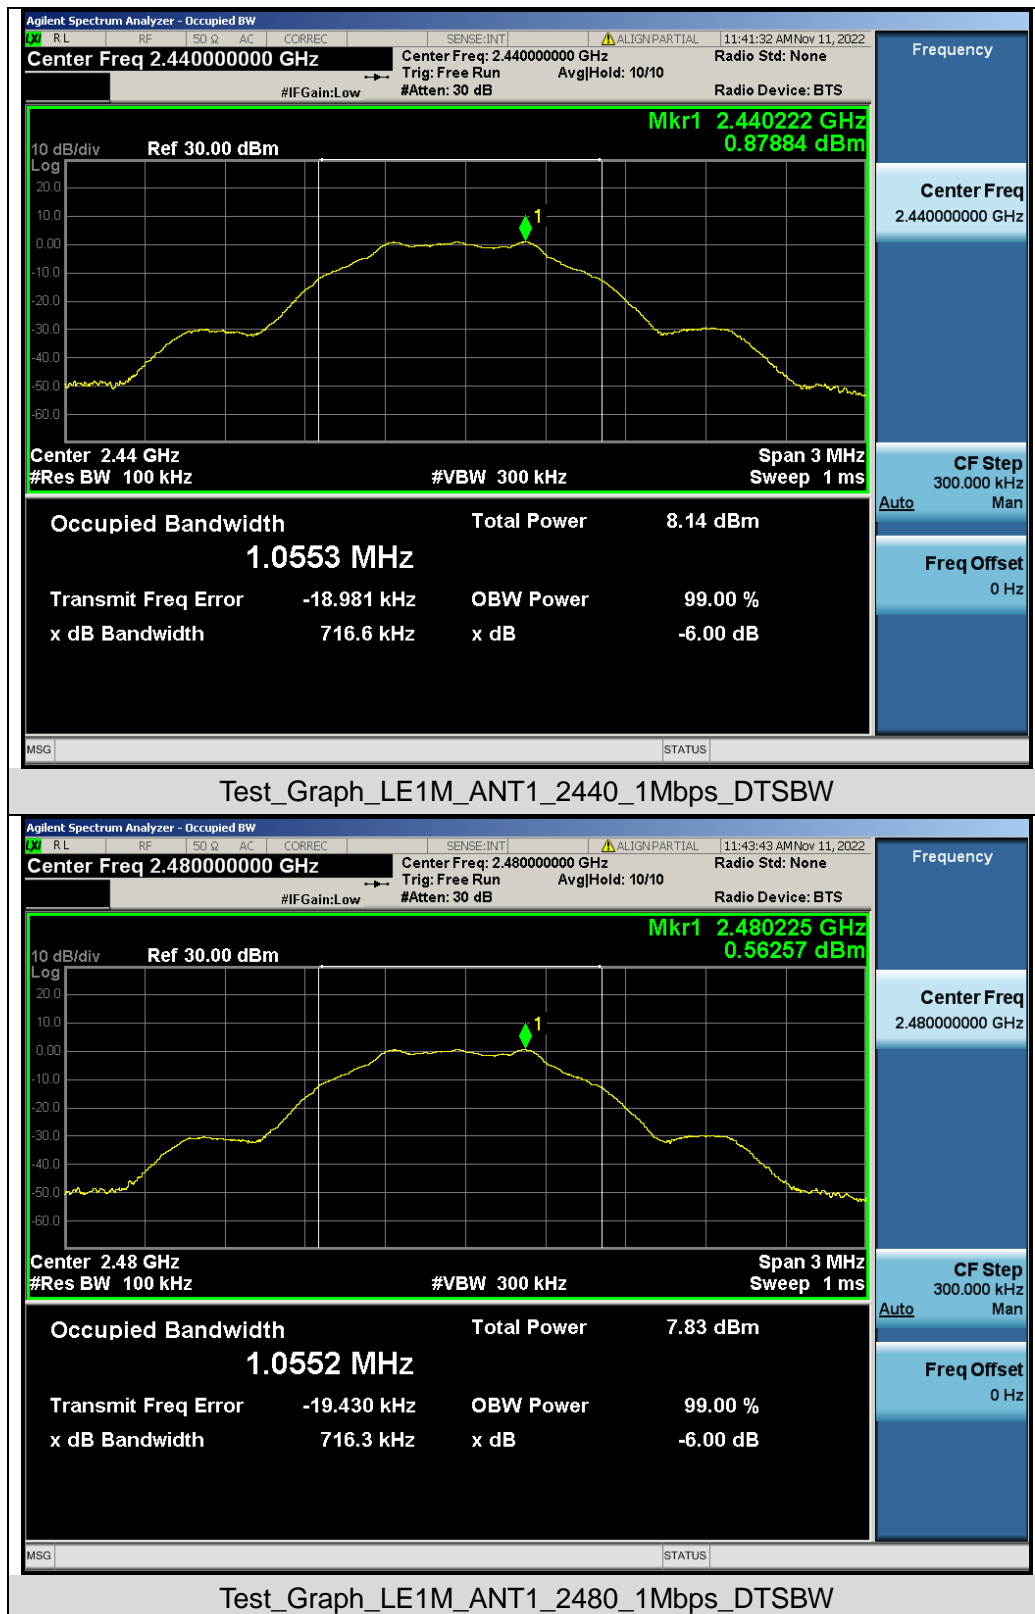 Agilent Spectrum Analyzer - Occupied BW
LXI RL RF 50 Ω AC CORREC SENSE:INT ALIGN PARTIAL 11:41:32 AM Nov 11, 2022
Center Freq 2.440000000 GHz
Center Freq: 2.440000000 GHz Radio Std: None
Trig: Free Run Avg|Hold: 10/10
#IFGain:Low #Atten: 30 dB Radio Device: BTS
Frequency
Mkr1 2.440222 GHz
0.87884 dBm
10 dB/div Ref 30.00 dBm
Log
20.0
10.0
0.00
-10.0
-20.0
-30.0
-40.0
-50.0
-60.0
1
Center 2.44 GHz Span 3 MHz
#Res BW 100 kHz #VBW 300 kHz Sweep 1 ms
Center Freq
2.440000000 GHz
CF Step
300.000 kHz
Auto Man
Freq Offset
0 Hz
Occupied Bandwidth Total Power 8.14 dBm
1.0553 MHz
Transmit Freq Error -18.981 kHz OBW Power 99.00 %
x dB Bandwidth 716.6 kHz x dB -6.00 dB
MSG STATUS
Test_Graph_LE1M_ANT1_2440_1Mbps_DTSBW
Agilent Spectrum Analyzer - Occupied BW
LXI RL RF 50 Ω AC CORREC SENSE:INT ALIGN PARTIAL 11:43:43 AM Nov 11, 2022
Center Freq 2.480000000 GHz
Center Freq: 2.480000000 GHz Radio Std: None
Trig: Free Run Avg|Hold: 10/10
#IFGain:Low #Atten: 30 dB Radio Device: BTS
Frequency
Mkr1 2.480225 GHz
0.56257 dBm
10 dB/div Ref 30.00 dBm
Log
20.0
10.0
0.00
-10.0
-20.0
-30.0
-40.0
-50.0
-60.0
1
Center 2.48 GHz Span 3 MHz
#Res BW 100 kHz #VBW 300 kHz Sweep 1 ms
Center Freq
2.480000000 GHz
CF Step
300.000 kHz
Auto Man
Freq Offset
0 Hz
Occupied Bandwidth Total Power 7.83 dBm
1.0552 MHz
Transmit Freq Error -19.430 kHz OBW Power 99.00 %
x dB Bandwidth 716.3 kHz x dB -6.00 dB
MSG STATUS
Test_Graph_LE1M_ANT1_2480_1Mbps_DTSBW